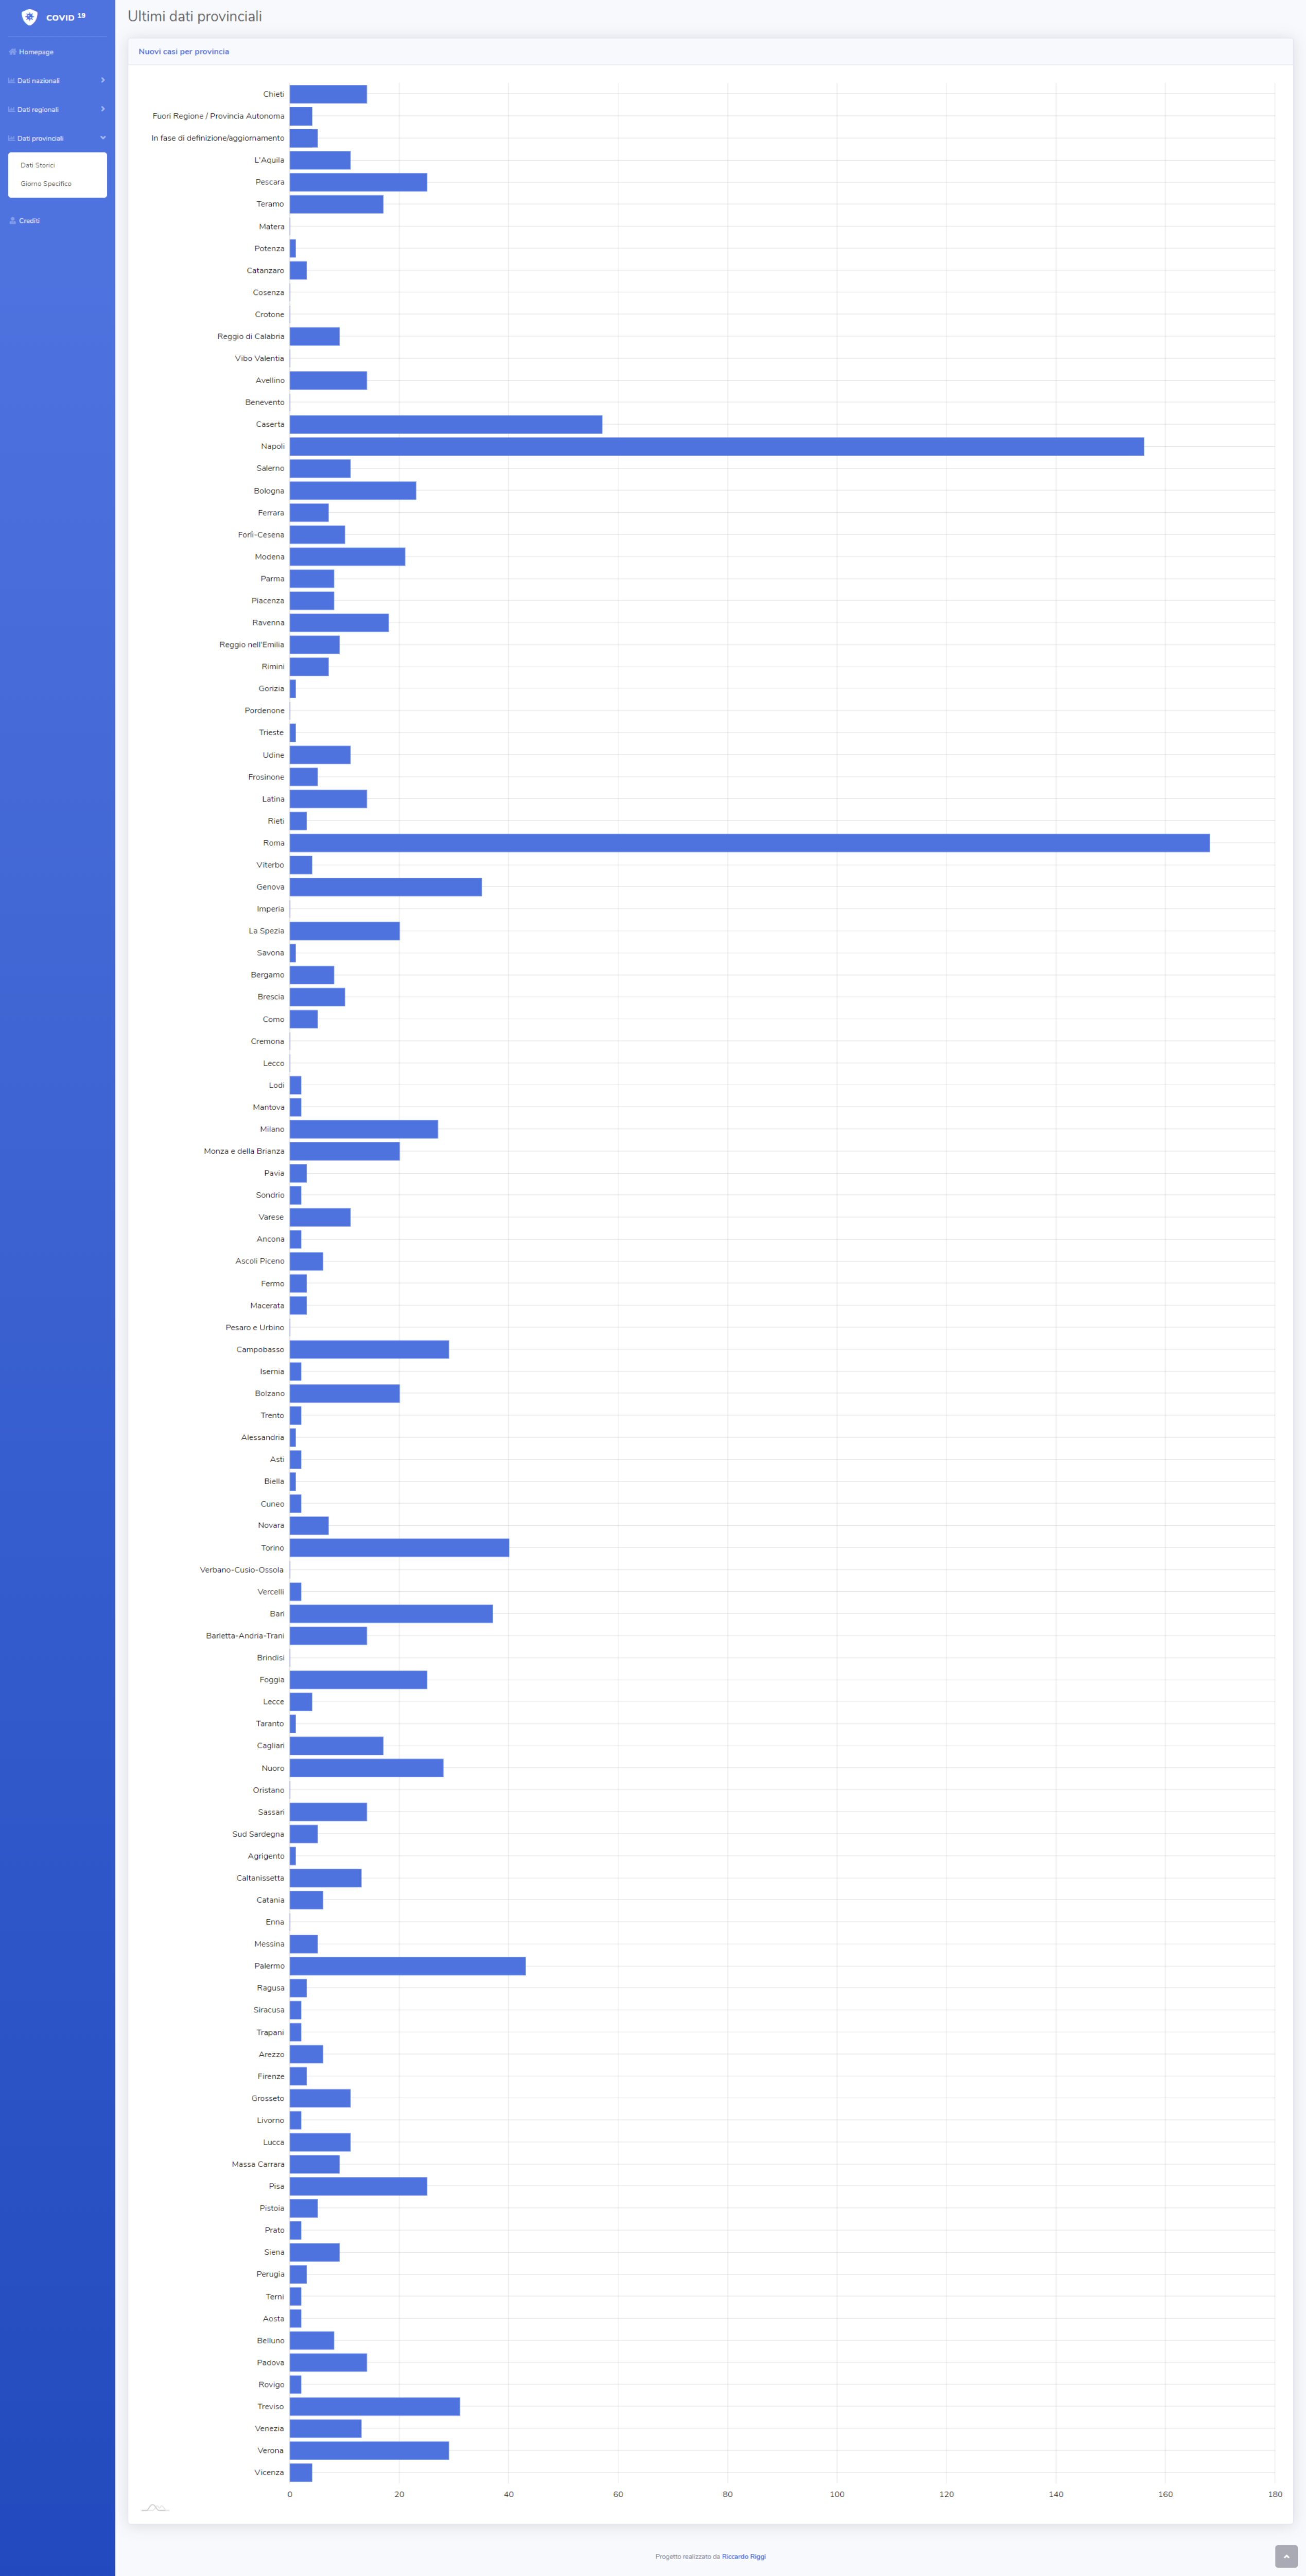 COVID 19
Homepage
Dati nazionali
Dati regionali
Dati provinciali
Dati Storici
Giorno Specifico
Crediti
Ultimi dati provinciali
Nuovi casi per provincia
Chieti
Fuori Regione / Provincia Autonoma
In fase di definizione/aggiornamento
L'Aquila
Pescara
Teramo
Matera
Potenza
Catanzaro
Cosenza
Crotone
Reggio di Calabria
Vibo Valentia
Avellino
Benevento
Caserta
Napoli
Salerno
Bologna
Ferrara
Forlì-Cesena
Modena
Parma
Piacenza
Ravenna
Reggio nell'Emilia
Rimini
Gorizia
Pordenone
Trieste
Udine
Frosinone
Latina
Rieti
Roma
Viterbo
Genova
Imperia
La Spezia
Savona
Bergamo
Brescia
Como
Cremona
Lecco
Lodi
Mantova
Milano
Monza e della Brianza
Pavia
Sondrio
Varese
Ancona
Ascoli Piceno
Fermo
Macerata
Pesaro e Urbino
Campobasso
Isernia
Bolzano
Trento
Alessandria
Asti
Biella
Cuneo
Novara
Torino
Verbano-Cusio-Ossola
Vercelli
Bari
Barletta-Andria-Trani
Brindisi
Foggia
Lecce
Taranto
Cagliari
Nuoro
Oristano
Sassari
Sud Sardegna
Agrigento
Caltanissetta
Catania
Enna
Messina
Palermo
Ragusa
Siracusa
Trapani
Arezzo
Firenze
Grosseto
Livorno
Lucca
Massa Carrara
Pisa
Pistoia
Prato
Siena
Perugia
Terni
Aosta
Belluno
Padova
Rovigo
Treviso
Venezia
Verona
Vicenza
0 20 40 60 80 100 120 140 160 180
Progetto realizzato da Riccardo Riggi